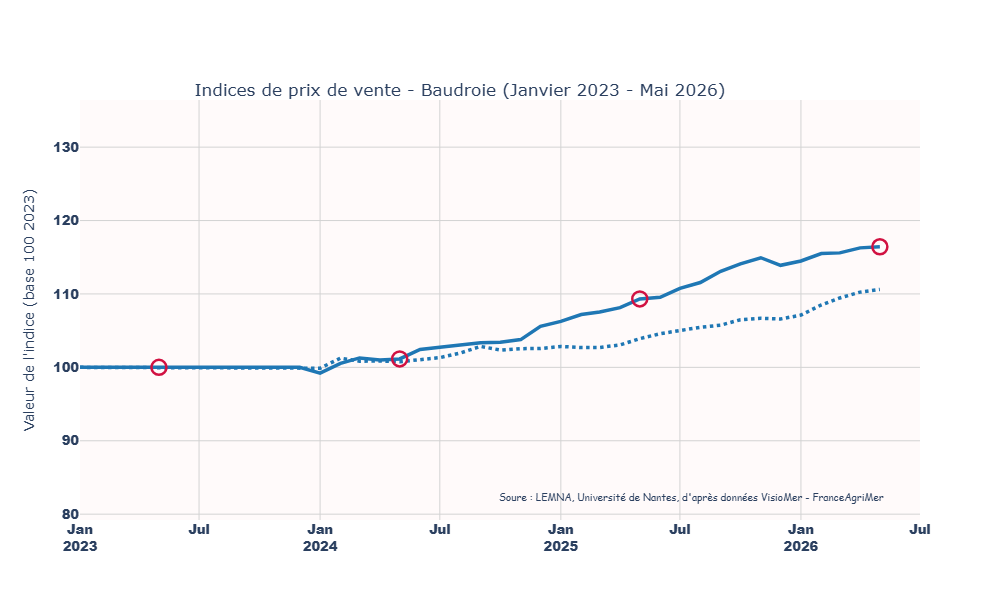 Indices de prix de vente - Baudroie (Janvier 2023 - Mai 2026)
Valeur de l'indice (base 100 2023)
130
120
110
100
90
80
Soure : LEMNA, Université de Nantes, d'après données VisioMer - FranceAgriMer
Jan Jul Jan Jul Jan Jul Jan Jul
2023 2024 2025 2026